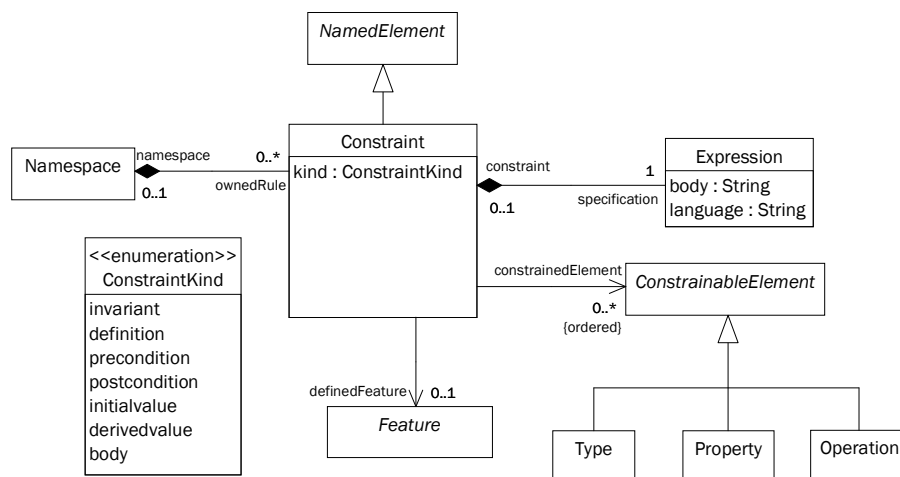 NamedElement
Constraint
kind : ConstraintKind
Namespace
namespace
0..1
0..*
ownedRule
constraint
0..1
1
specification
Expression
body : String
language : String
<<enumeration>>
ConstraintKind
invariant
definition
precondition
postcondition
initialvalue
derivedvalue
body
constrainedElement
0..*
{ordered}
ConstrainableElement
definedFeature
0..1
Feature
Type
Property
Operation